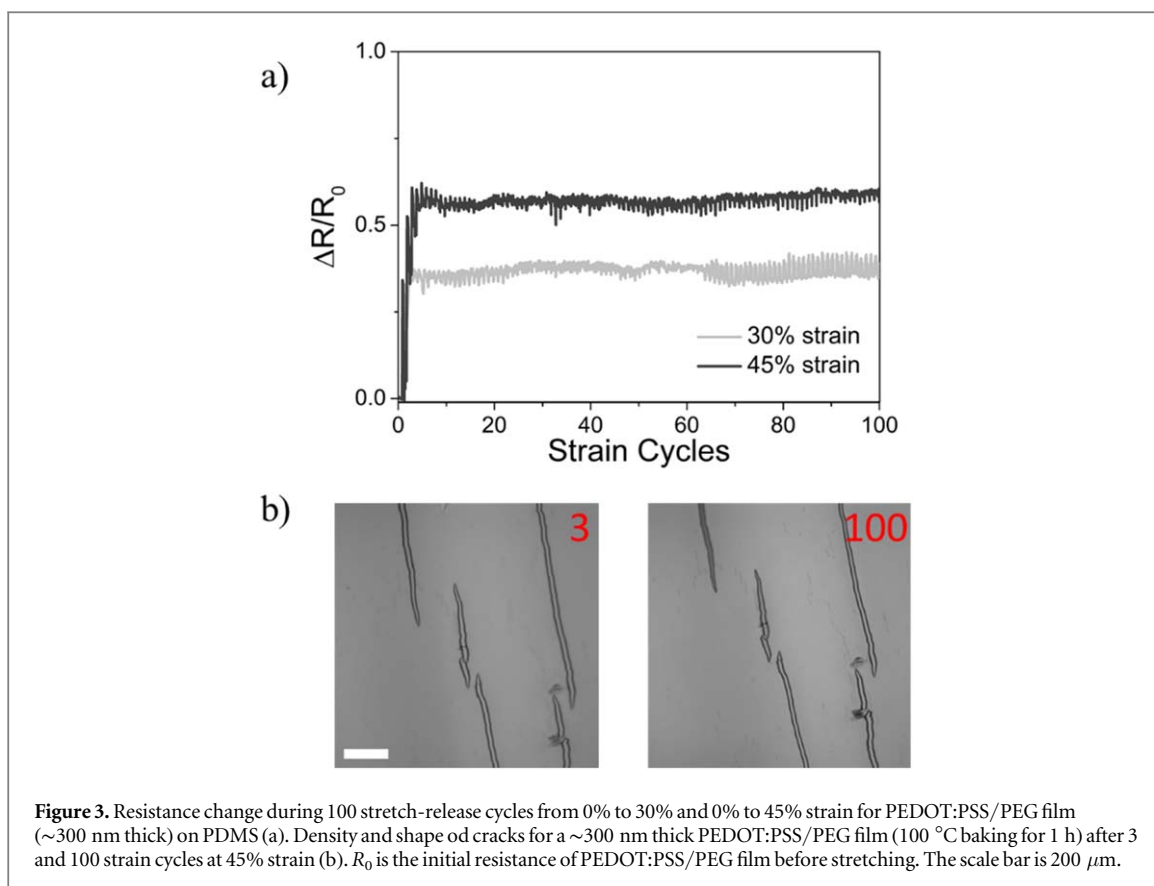 a)
1.0
0.5
0.0
ΔR/R₀
30% strain
45% strain
0 20 40 60 80 100
Strain Cycles
b)
3
100
Figure 3. Resistance change during 100 stretch-release cycles from 0% to 30% and 0% to 45% strain for PEDOT:PSS/PEG film
(∼300 nm thick) on PDMS (a). Density and shape od cracks for a ∼300 nm thick PEDOT:PSS/PEG film (100 °C baking for 1 h) after 3
and 100 strain cycles at 45% strain (b). R₀ is the initial resistance of PEDOT:PSS/PEG film before stretching. The scale bar is 200 μm.